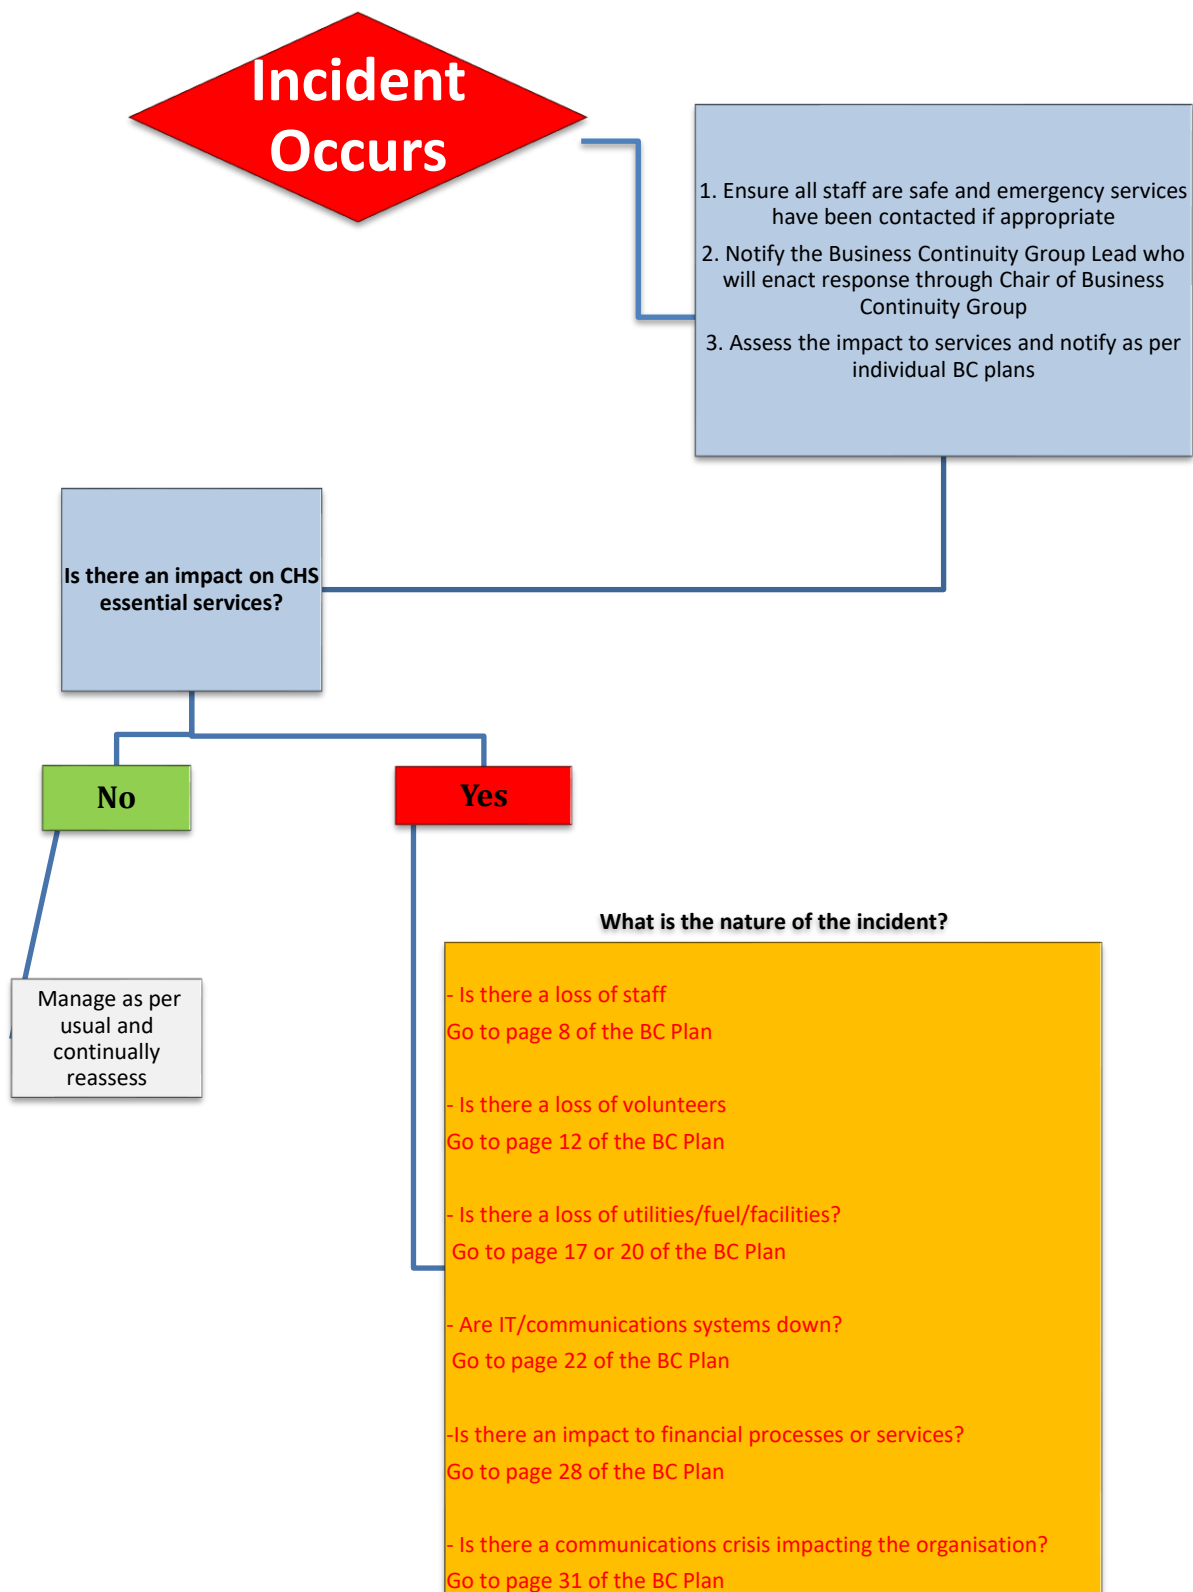 Incident
Occurs
1. Ensure all staff are safe and emergency services
have been contacted if appropriate
2. Notify the Business Continuity Group Lead who
will enact response through Chair of Business
Continuity Group
3. Assess the impact to services and notify as per
individual BC plans
Is there an impact on CHS
essential services?
No
Yes
Manage as per
usual and
continually
reassess
What is the nature of the incident?
- Is there a loss of staff
Go to page 8 of the BC Plan
- Is there a loss of volunteers
Go to page 12 of the BC Plan
- Is there a loss of utilities/fuel/facilities?
Go to page 17 or 20 of the BC Plan
- Are IT/communications systems down?
Go to page 22 of the BC Plan
-Is there an impact to financial processes or services?
Go to page 28 of the BC Plan
- Is there a communications crisis impacting the organisation?
Go to page 31 of the BC Plan